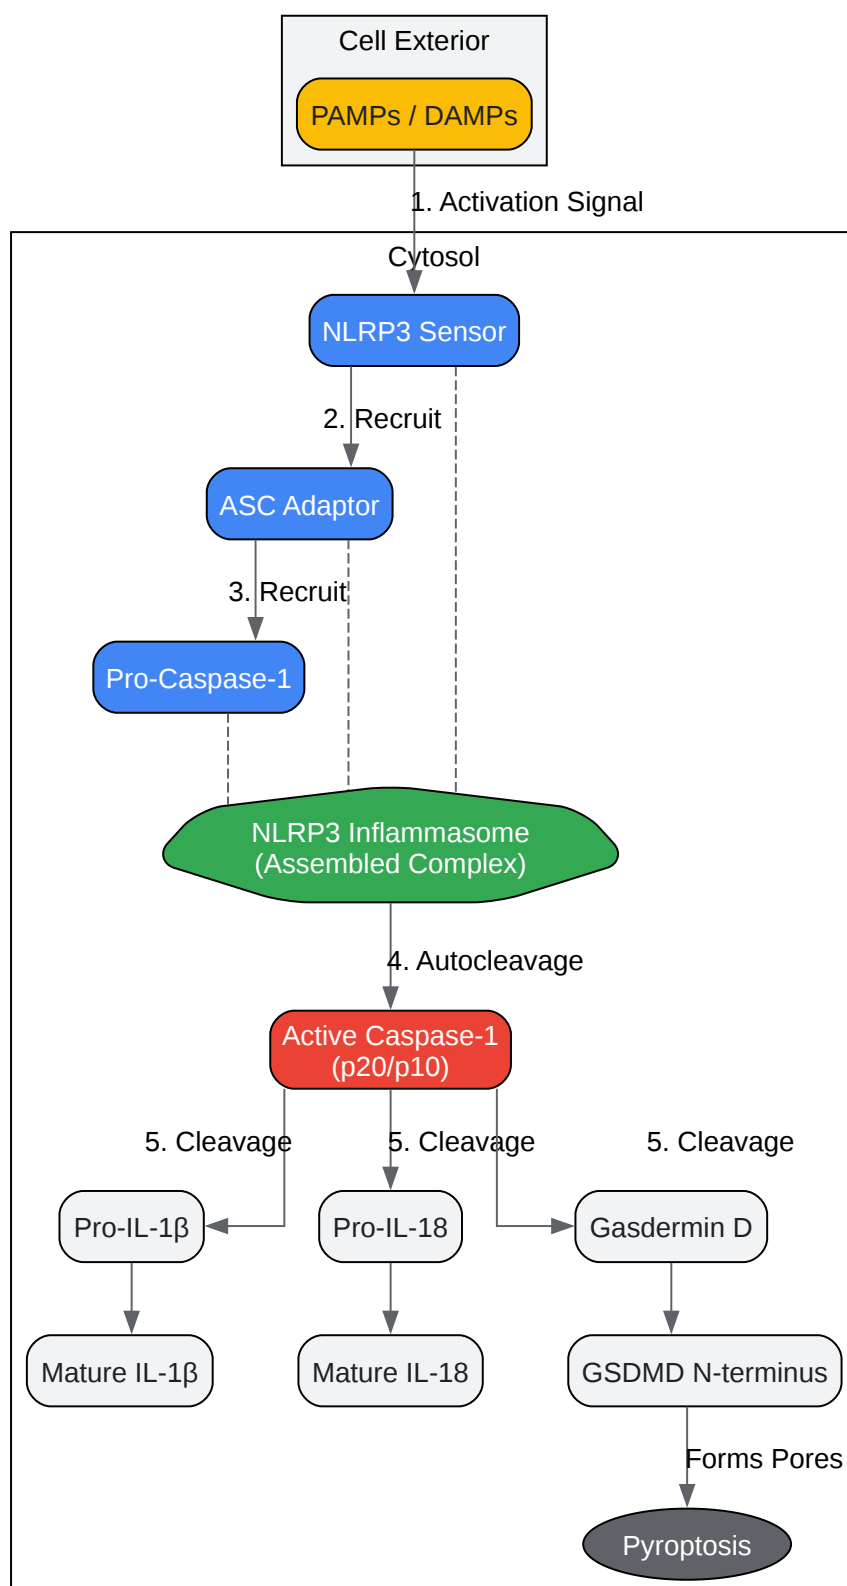 Cell Exterior
PAMPs / DAMPs
1. Activation Signal
Cytosol
NLRP3 Sensor
2. Recruit
ASC Adaptor
3. Recruit
Pro-Caspase-1
NLRP3 Inflammasome
(Assembled Complex)
4. Autocleavage
Active Caspase-1
(p20/p10)
5. Cleavage
5. Cleavage
5. Cleavage
Pro-IL-1β
Pro-IL-18
Gasdermin D
Mature IL-1β
Mature IL-18
GSDMD N-terminus
Forms Pores
Pyroptosis